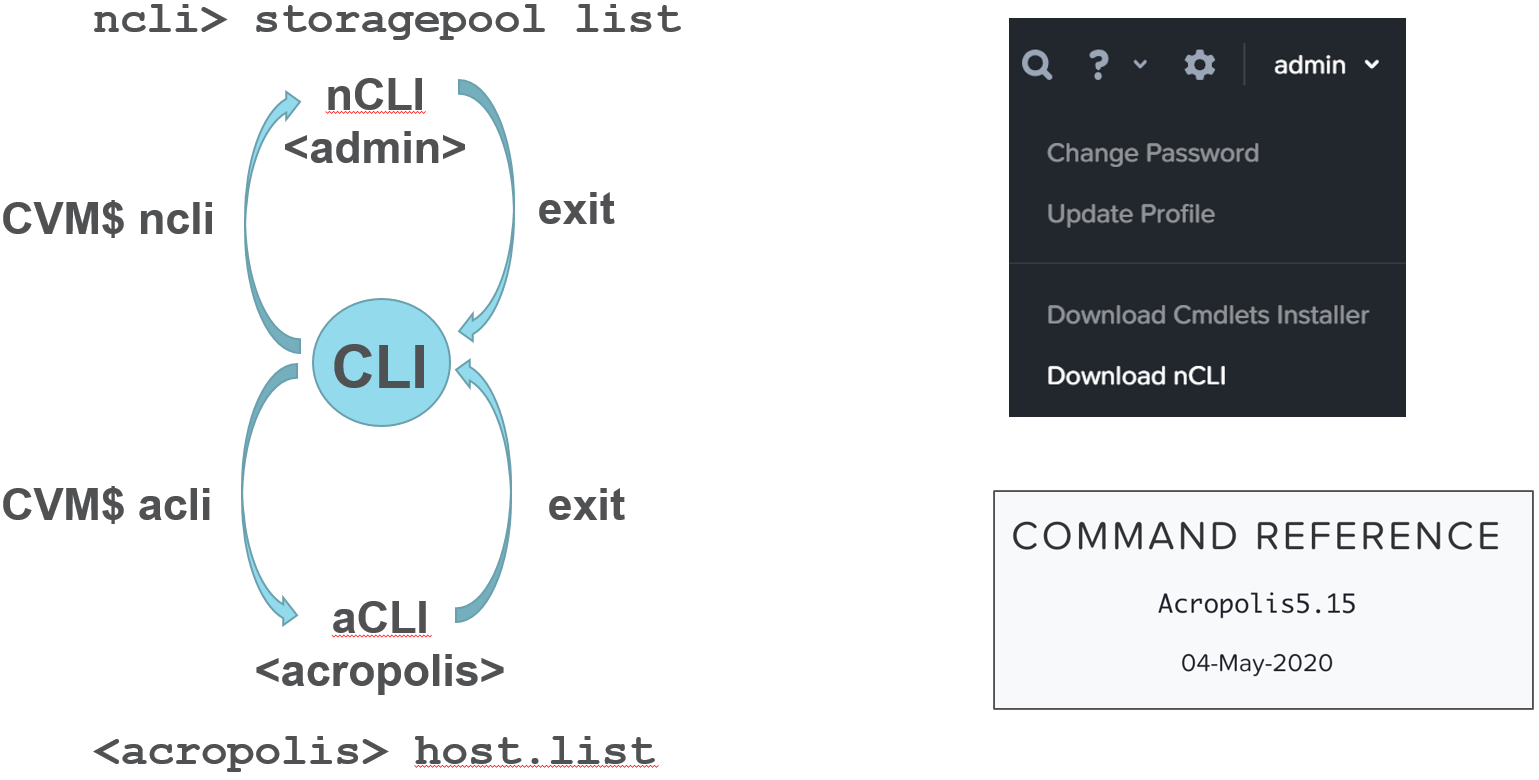 ncli> storagepool list
nCLI
<admin>
CVM$ ncli
exit
CLI
CVM$ acli
exit
aCLI
<acropolis>
<acropolis> host.list
? admin
Change Password
Update Profile
Download Cmdlets Installer
Download nCLI
COMMAND REFERENCE
Acropolis5.15
04-May-2020